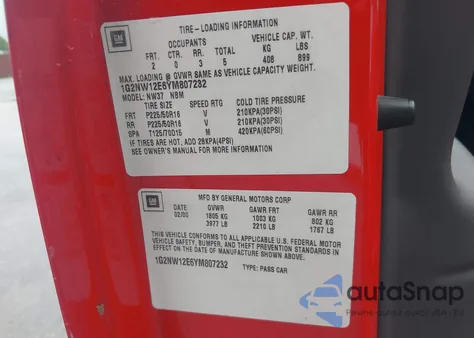 GM
TIRE - LOADING INFORMATION
OCCUPANTS VEHICLE CAP. WT.
FRT. CTR. RR. TOTAL KG LBS
2 0 3 5 408 899
MAX. LOADING @ GVWR SAME AS VEHICLE CAPACITY WEIGHT.
1G2NW12E6YM807232
MODEL: NW37 NBM
TIRE SIZE SPEED RTG COLD TIRE PRESSURE
FRT P225/50R16 V 210KPA(30PSI)
RR P225/50R16 V 210KPA(30PSI)
SPA T125/70D15 M 420KPA(60PSI)
IF TIRES ARE HOT, ADD 28KPA(4PSI)
SEE OWNER'S MANUAL FOR MORE INFORMATION.
GM
MFD BY GENERAL MOTORS CORP
DATE GVWR GAWR FRT GAWR RR
02/00 1805 KG 1003 KG 802 KG
3977 LB 2210 LB 1767 LB
THIS VEHICLE CONFORMS TO ALL APPLICABLE U.S. FEDERAL MOTOR
VEHICLE SAFETY, BUMPER, AND THEFT PREVENTION STANDARDS IN
EFFECT ON THE DATE OF MANUFACTURE SHOWN ABOVE.
1G2NW12E6YM807232 TYPE: PASS CAR
autoSnap